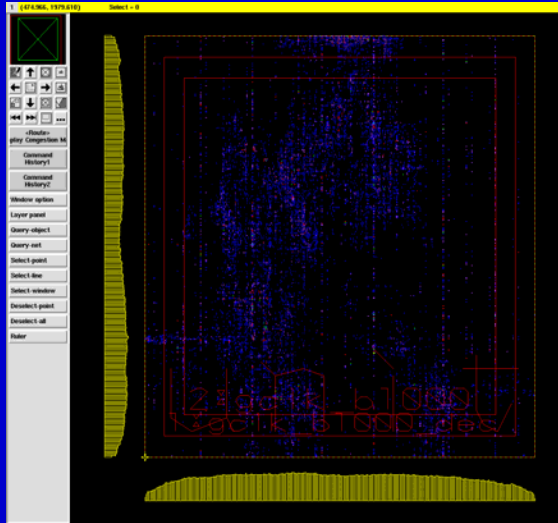 1 (474.966, 1979.610) Select = 0
<Route>
play Congestion M
Command
History1
Command
History2
Window option
Layer panel
Query-object
Query-net
Select-point
Select-line
Select-window
Deselect-point
Deselect-all
Ruler